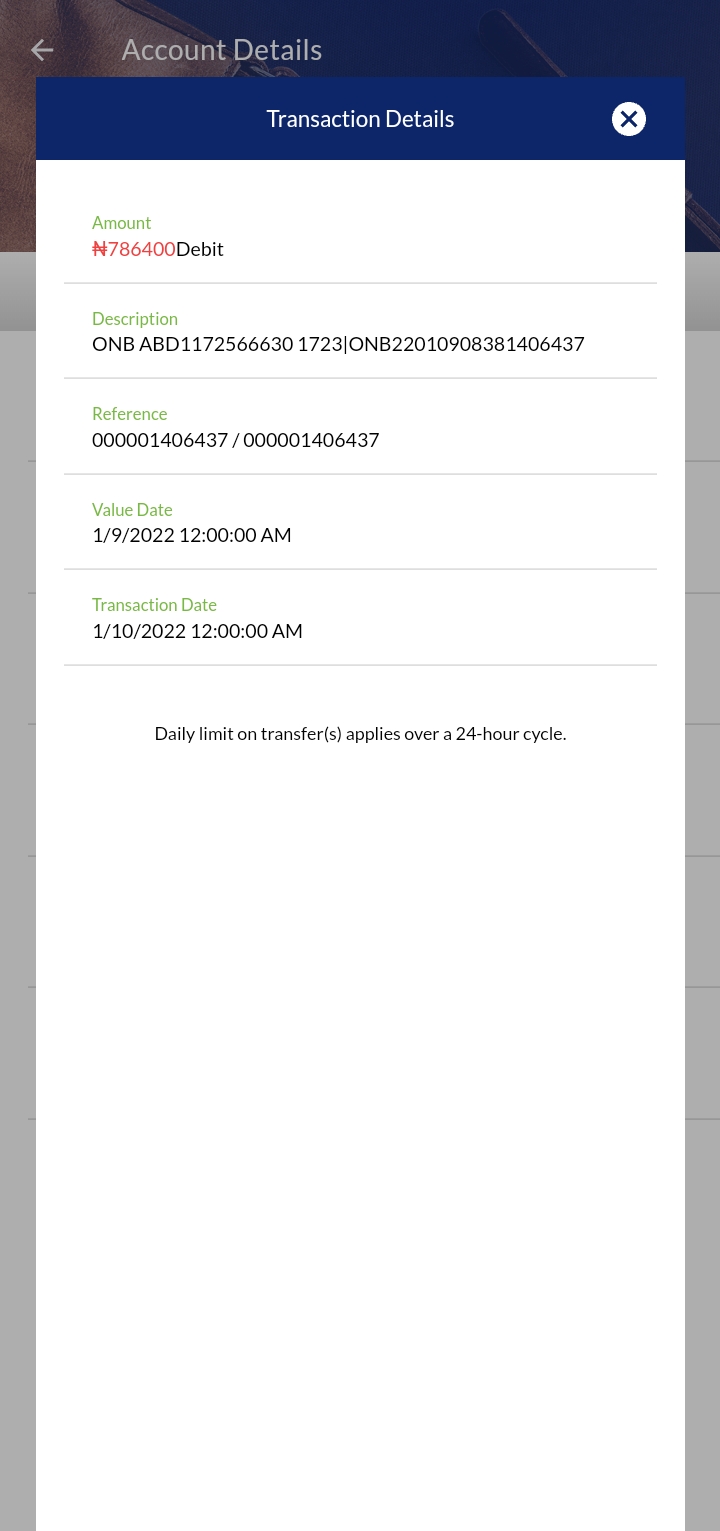 Account Details
Transaction Details
Amount
₦786400Debit
Description
ONB ABD1172566630 1723|ONB22010908381406437
Reference
000001406437 / 000001406437
Value Date
1/9/2022 12:00:00 AM
Transaction Date
1/10/2022 12:00:00 AM
Daily limit on transfer(s) applies over a 24-hour cycle.